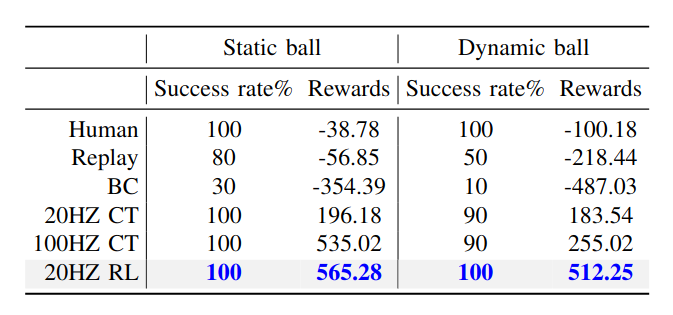 Static ball Dynamic ball
Success rate% Rewards Success rate% Rewards
Human 100 -38.78 100 -100.18
Replay 80 -56.85 50 -218.44
BC 30 -354.39 10 -487.03
20HZ CT 100 196.18 90 183.54
100HZ CT 100 535.02 90 255.02
20HZ RL 100 565.28 100 512.25